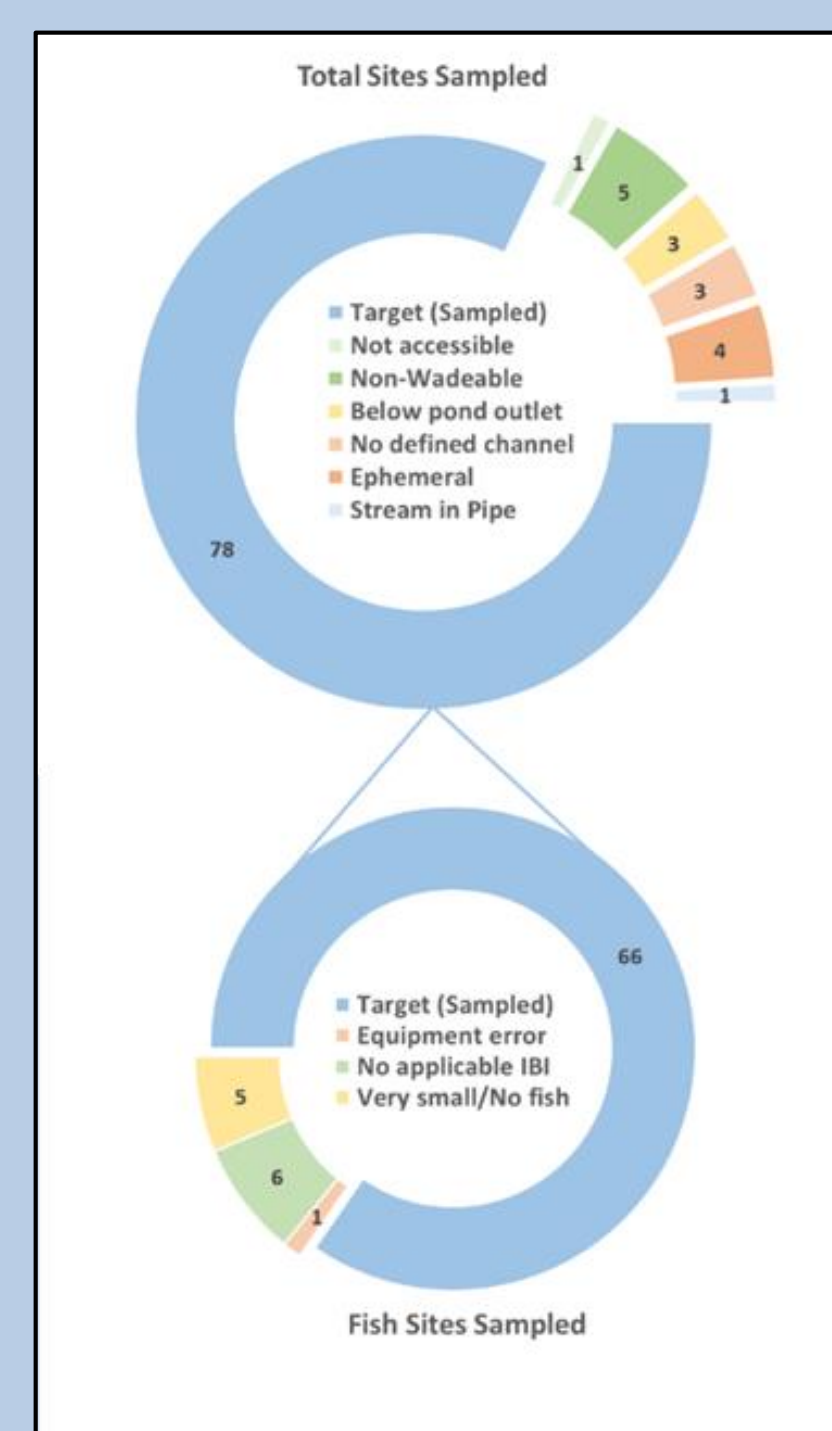 Total Sites Sampled
1
5
3
3
4
1
Target (Sampled)
Not accessible
Non-Wadeable
Below pond outlet
No defined channel
Ephemeral
Stream in Pipe
78
66
Target (Sampled)
Equipment error
No applicable IBI
Very small/No fish
5
6
1
Fish Sites Sampled